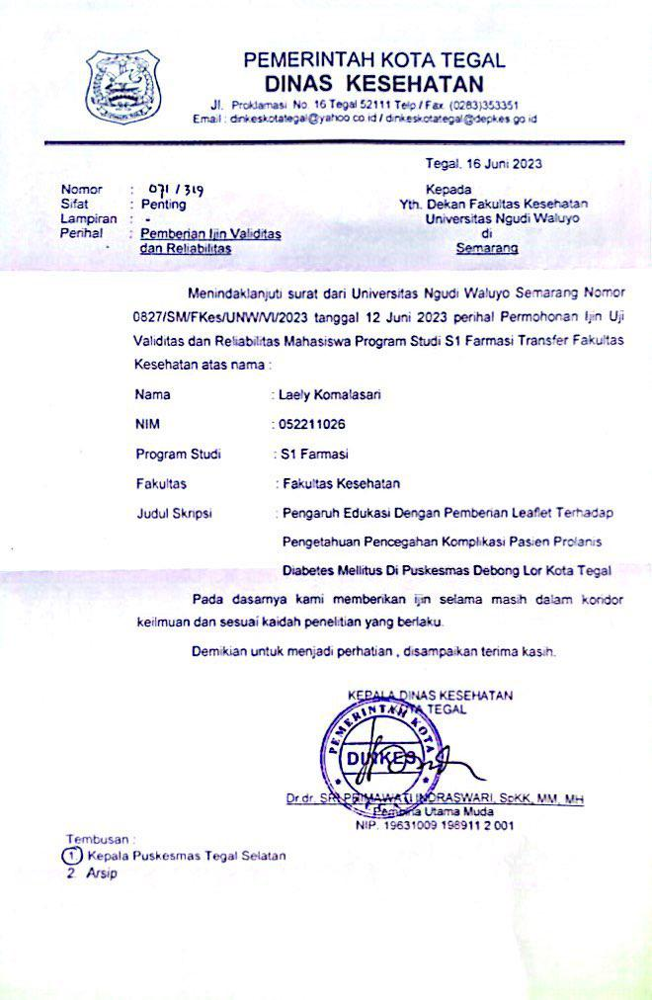 PEMERINTAH KOTA TEGAL
DINAS KESEHATAN
Jl. Proklamasi No. 16 Tegal 52111 Telp / Fax. (0283)353351
Email : dinkeskotategal@yahoo.co.id / dinkeskotategal@depkes.go.id
Tegal, 16 Juni 2023
Nomor : 071 / 319
Sifat : Penting
Lampiran : -
Perihal : Pemberian Ijin Validitas
dan Reliabilitas
Kepada
Yth. Dekan Fakultas Kesehatan
Universitas Ngudi Waluyo
di
Semarang
Menindaklanjuti surat dari Universitas Ngudi Waluyo Semarang Nomor
0827/SM/FKes/UNW/VI/2023 tanggal 12 Juni 2023 perihal Permohonan Ijin Uji
Validitas dan Reliabilitas Mahasiswa Program Studi S1 Farmasi Transfer Fakultas
Kesehatan atas nama :
Nama : Laely Komalasari
NIM : 052211026
Program Studi : S1 Farmasi
Fakultas : Fakultas Kesehatan
Judul Skripsi : Pengaruh Edukasi Dengan Pemberian Leaflet Terhadap
Pengetahuan Pencegahan Komplikasi Pasien Prolanis
Diabetes Mellitus Di Puskesmas Debong Lor Kota Tegal
Pada dasarnya kami memberikan ijin selama masih dalam koridor
keilmuan dan sesuai kaidah penelitian yang berlaku.
Demikian untuk menjadi perhatian , disampaikan terima kasih.
KEPALA DINAS KESEHATAN
KOTA TEGAL
PEMERINTAH KOTA
DINKES
TEGAL
Dr.dr. SRI PRIMAWATI INDRASWARI, SpKK, MM, MH
Pembina Utama Muda
NIP. 19631009 198911 2 001
Tembusan :
1. Kepala Puskesmas Tegal Selatan
2. Arsip